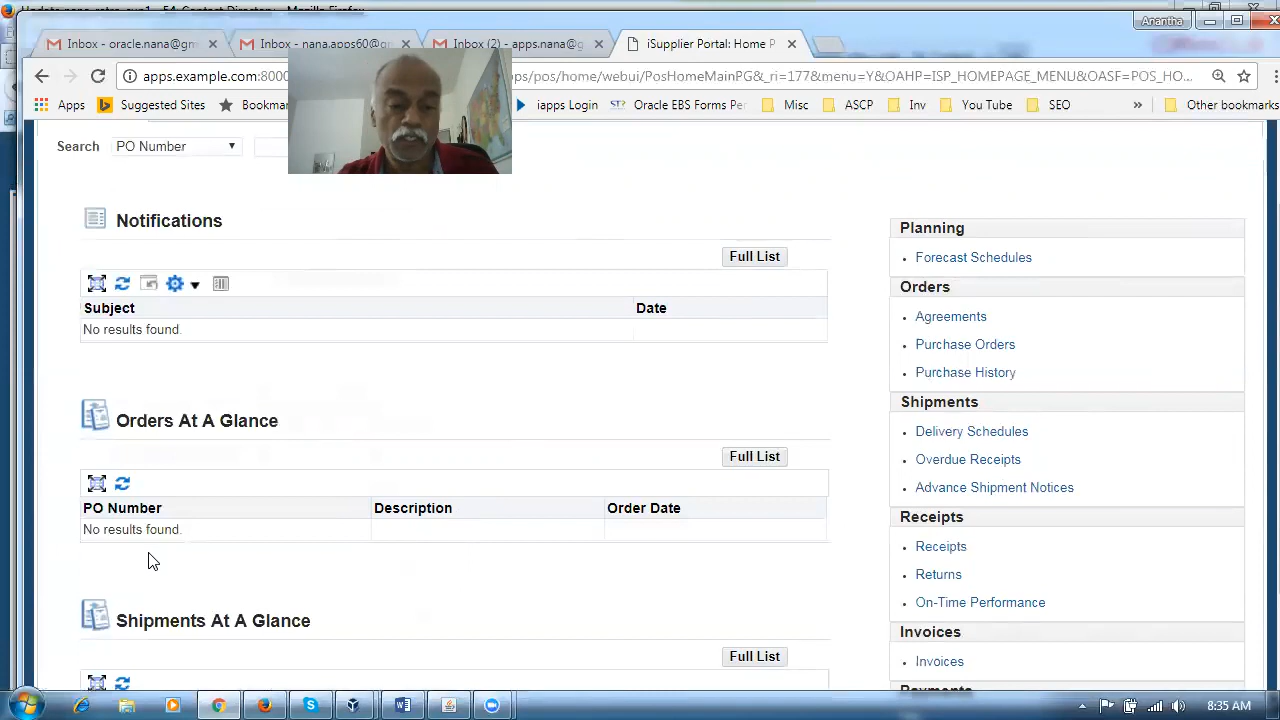 Anantha
Inbox - oracle.nana@gm
Inbox - nana.apps60@g
Inbox (2) - apps.nana@g
iSupplier Portal: Home P
apps.example.com:8000
apps/pos/home/webui/PosHomeMain
&_ri=177&menu=Y&OAHP=ISP_HOMEPAGE_MENU&OASF=POS_HO...
Apps
Suggested Sites
Bookmar
iapps Login
Oracle EBS Forms Pe
Misc
ASCP
Inv
You Tube
SEO
»
Other bookmarks
Search
PO Number
Notifications
Full List
Subject
Date
No results found.
Orders At A Glance
Full List
PO Number
Description
Order Date
No results found.
Shipments At A Glance
Full List
Planning
Forecast Schedules
Orders
Agreements
Purchase Orders
Purchase History
Shipments
Delivery Schedules
Overdue Receipts
Advance Shipment Notices
Receipts
Receipts
Returns
On-Time Performance
Invoices
Invoices
Payments
8:35 AM